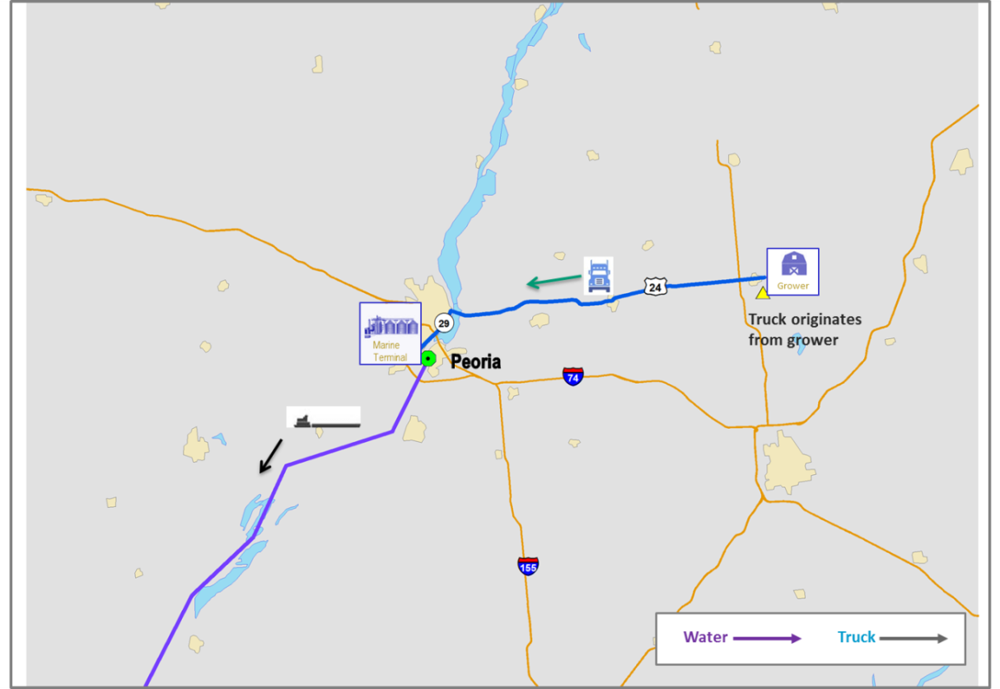 24
Grower
Truck originates
from grower
29
Marine
Terminal
Peoria
74
155
Water
Truck